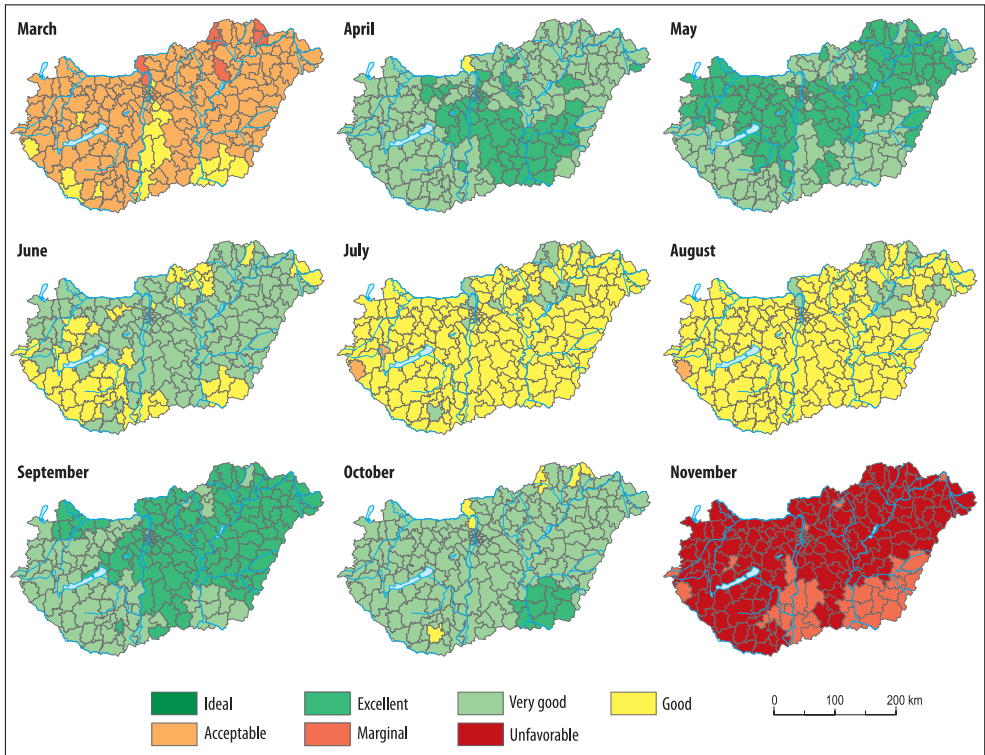 March
April
May
June
July
August
September
October
November
Ideal
Excellent
Very good
Good
Acceptable
Marginal
Unfavorable
0 100 200 km